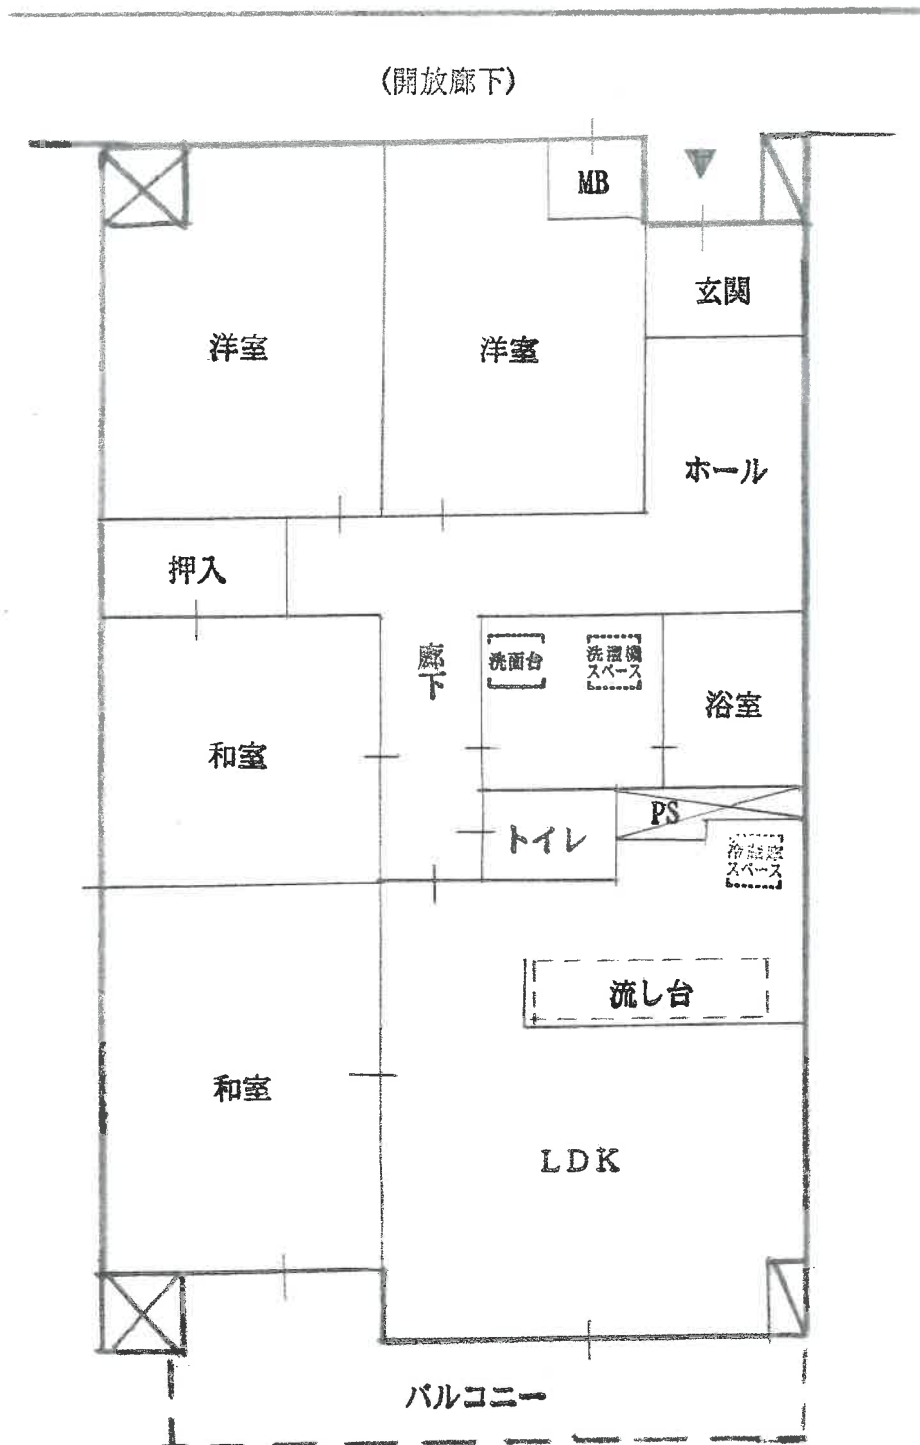 (開放廊下)
MB
玄関
洋室
洋室
ホール
押入
廊下
洗面台
洗濯機
スペース
浴室
和室
PS
トイレ
冷蔵庫
スペース
流し台
和室
LDK
バルコニー